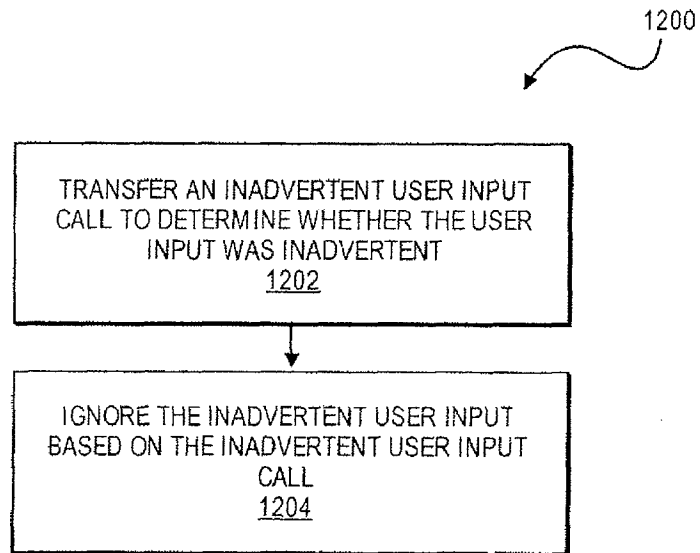 1200
TRANSFER AN INADVERTENT USER INPUT
CALL TO DETERMINE WHETHER THE USER
INPUT WAS INADVERTENT
1202
IGNORE THE INADVERTENT USER INPUT
BASED ON THE INADVERTENT USER INPUT
CALL
1204